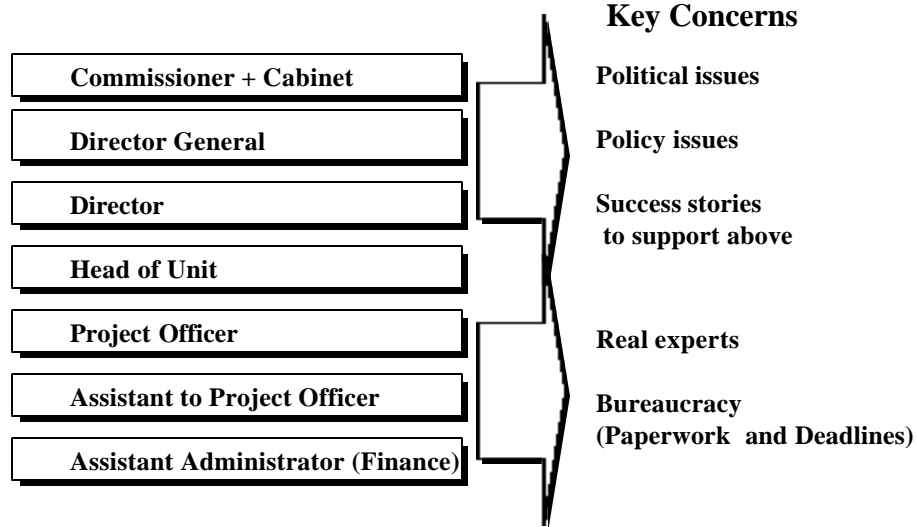 Key Concerns
Commissioner + Cabinet
Political issues
Director General
Policy issues
Director
Success stories
to support above
Head of Unit
Project Officer
Real experts
Assistant to Project Officer
Bureaucracy
(Paperwork and Deadlines)
Assistant Administrator (Finance)